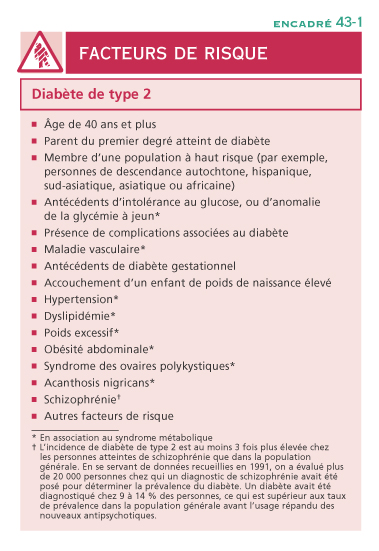 ENCADRÉ 43-1
FACTEURS DE RISQUE
Diabète de type 2
■ Âge de 40 ans et plus
■ Parent du premier degré atteint de diabète
■ Membre d'une population à haut risque (par exemple,
personnes de descendance autochtone, hispanique,
sud-asiatique, asiatique ou africaine)
■ Antécédents d'intolérance au glucose, ou d'anomalie
de la glycémie à jeun*
■ Présence de complications associées au diabète
■ Maladie vasculaire*
■ Antécédents de diabète gestationnel
■ Accouchement d'un enfant de poids de naissance élevé
■ Hypertension*
■ Dyslipidémie*
■ Poids excessif*
■ Obésité abdominale*
■ Syndrome des ovaires polykystiques*
■ Acanthosis nigricans*
■ Schizophrénie†
■ Autres facteurs de risque
* En association au syndrome métabolique
† L'incidence de diabète de type 2 est au moins 3 fois plus élevée chez
les personnes atteintes de schizophrénie que dans la population
générale. En se servant de données recueillies en 1991, on a évalué plus
de 20 000 personnes chez qui un diagnostic de schizophrénie avait été
posé pour déterminer la prévalence du diabète. Un diabète avait été
diagnostiqué chez 9 à 14 % des personnes, ce qui est supérieur aux taux
de prévalence dans la population générale avant l'usage répandu des
nouveaux antipsychotiques.